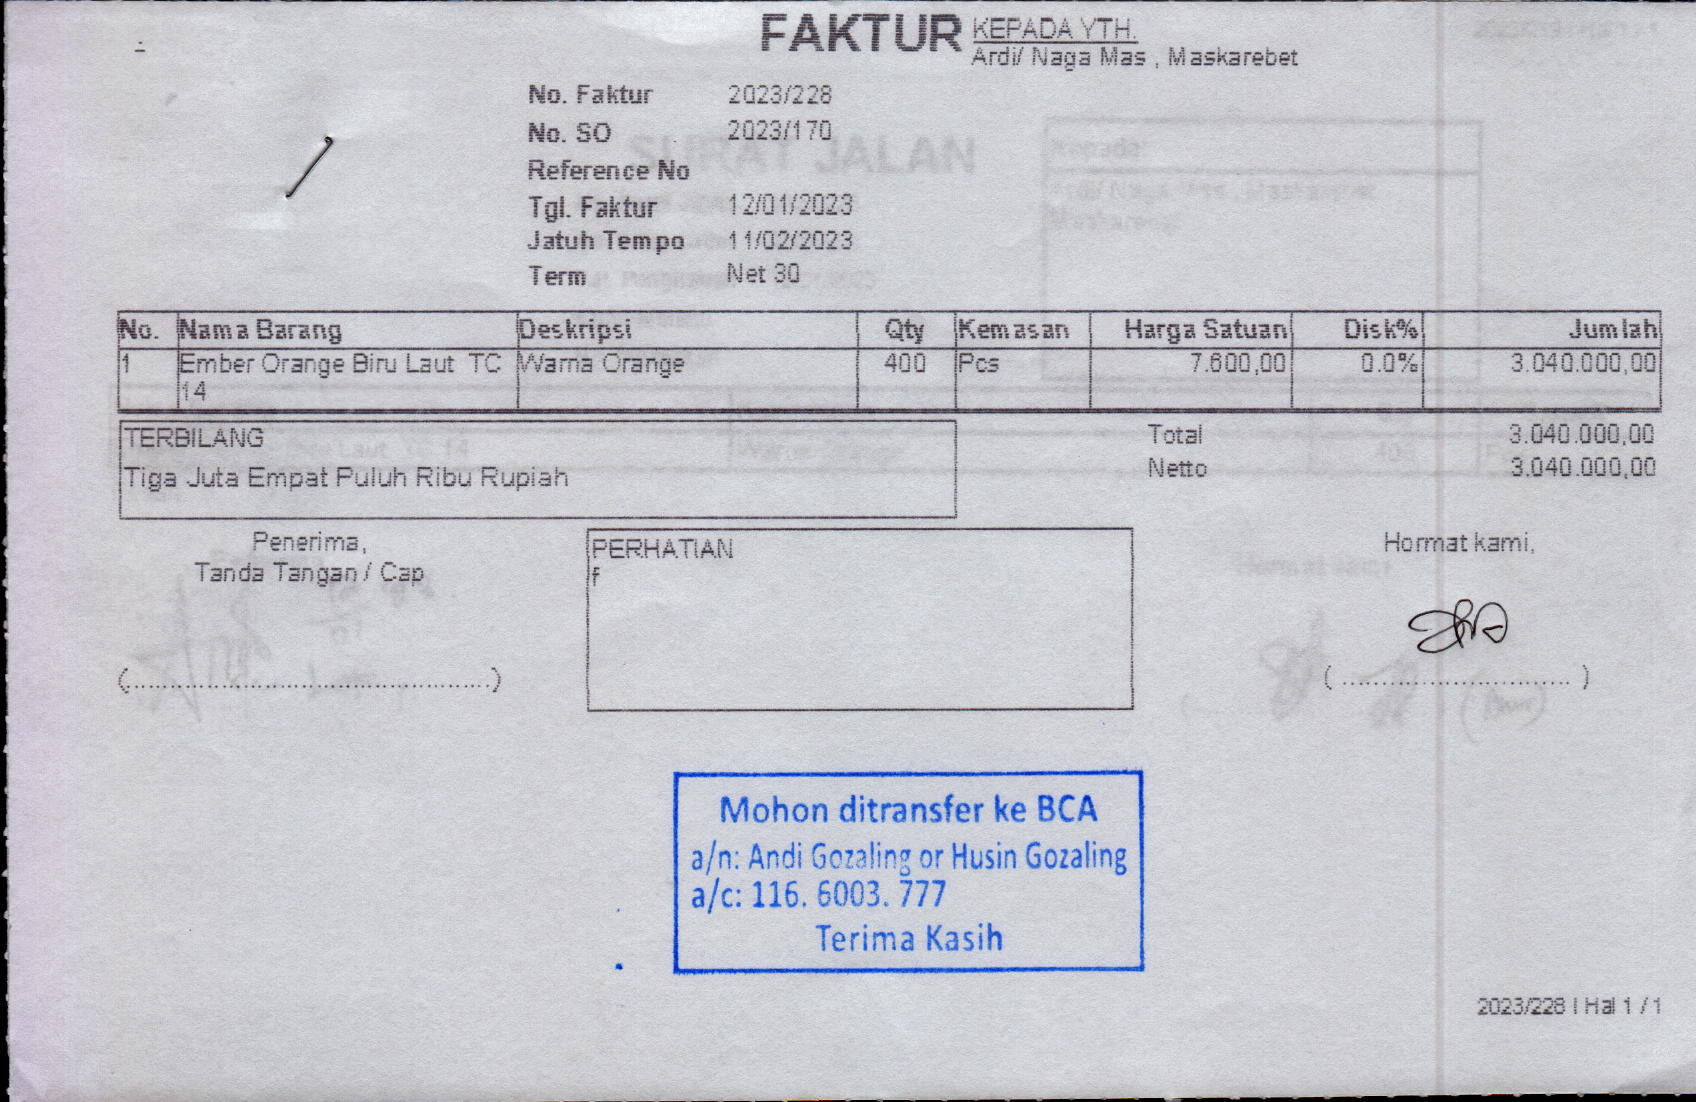 FAKTUR
KEPADA YTH.
Ardi/ Naga Mas , Maskarebet
No. Faktur 2023/228
No. SO 2023/170
Reference No
Tgl. Faktur 12/01/2023
Jatuh Tempo 11/02/2023
Term Net 30
No. Nama Barang Deskripsi Qty Kemasan Harga Satuan Disk% Jumlah
1 Ember Orange Biru Laut TC Warna Orange 400 Pcs 7.600,00 0.0% 3.040.000,00
14
TERBILANG
Tiga Juta Empat Puluh Ribu Rupiah
Total 3.040.000,00
Netto 3.040.000,00
Penerima,
Tanda Tangan / Cap
(..............................................)
PERHATIAN
f
Hormat kami,
( ............................. )
Mohon ditransfer ke BCA
a/n: Andi Gozaling or Husin Gozaling
a/c: 116. 6003. 777
Terima Kasih
2023/228 | Hal 1 / 1